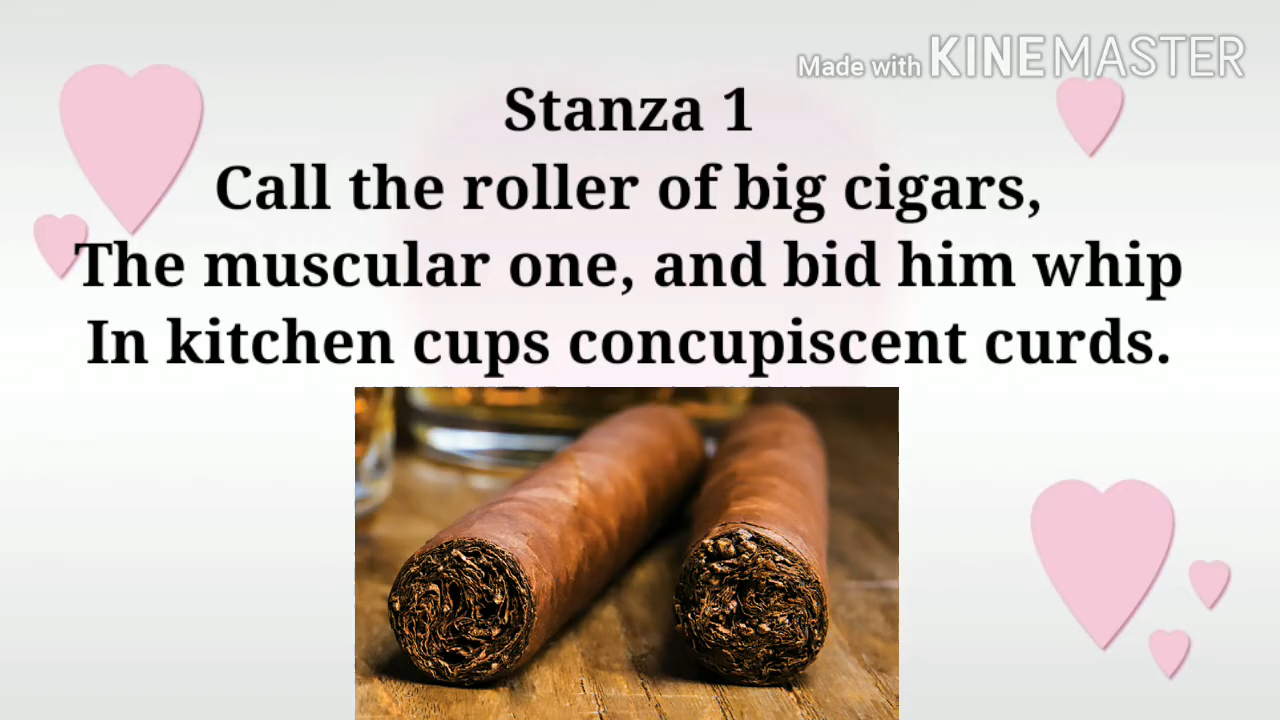 Made with KINEMASTER
Stanza 1
Call the roller of big cigars,
The muscular one, and bid him whip
In kitchen cups concupiscent curds.